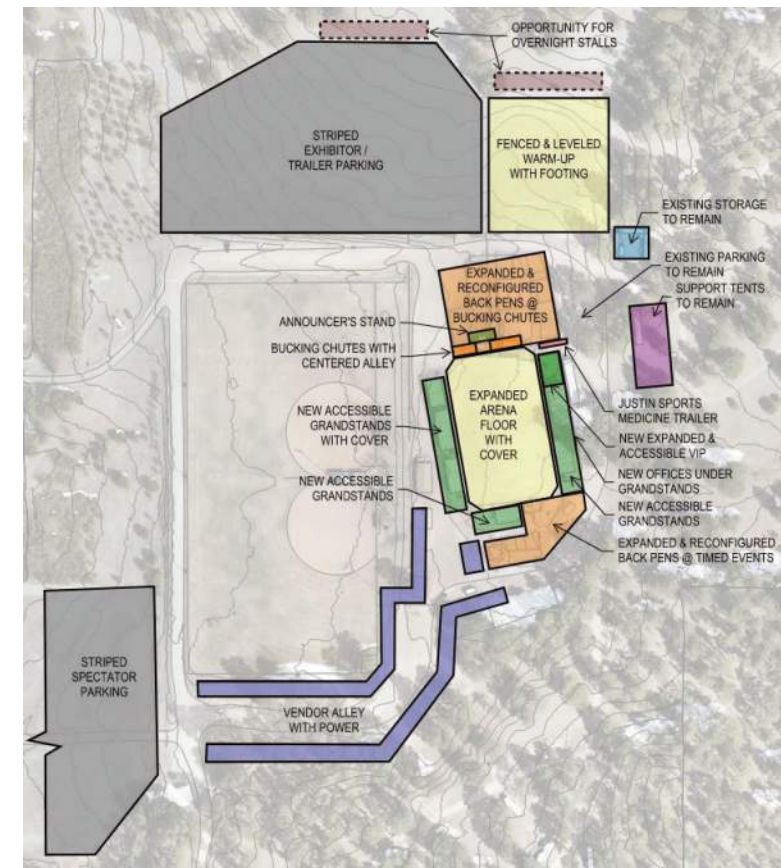 OPPORTUNITY FOR
OVERNIGHT STALLS
STRIPED
EXHIBITOR /
TRAILER PARKING
FENCED & LEVELED
WARM-UP
WITH FOOTING
EXISTING STORAGE
TO REMAIN
EXISTING PARKING
TO REMAIN
SUPPORT TENTS
TO REMAIN
EXPANDED &
RECONFIGURED
BACK PENS @
BUCKING CHUTES
ANNOUNCER'S STAND
BUCKING CHUTES WITH
CENTERED ALLEY
EXPANDED
ARENA
FLOOR
WITH
COVER
NEW ACCESSIBLE
GRANDSTANDS
WITH COVER
NEW ACCESSIBLE
GRANDSTANDS
JUSTIN SPORTS
MEDICINE TRAILER
NEW EXPANDED &
ACCESSIBLE VIP
NEW OFFICES UNDER
GRANDSTANDS
NEW ACCESSIBLE
GRANDSTANDS
EXPANDED & RECONFIGURED
BACK PENS @ TIMED EVENTS
STRIPED
SPECTATOR
PARKING
VENDOR ALLEY
WITH POWER